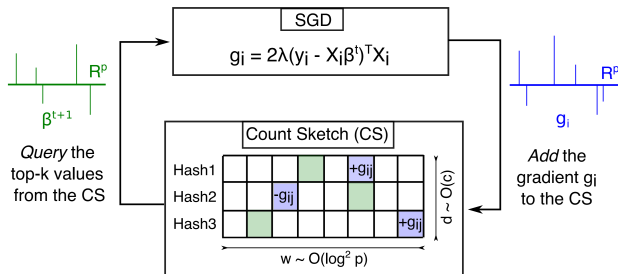 SGD
gᵢ = 2λ(yᵢ - Xᵢβᵗ)ᵀXᵢ
Rᵖ
βᵗ⁺¹
Query the
top-k values
from the CS
Rᵖ
gᵢ
Add the
gradient gᵢ
to the CS
Count Sketch (CS)
Hash1
+gᵢⱼ
Hash2
-gᵢⱼ
Hash3
+gᵢⱼ
d ~ O(c)
w ~ O(log² p)